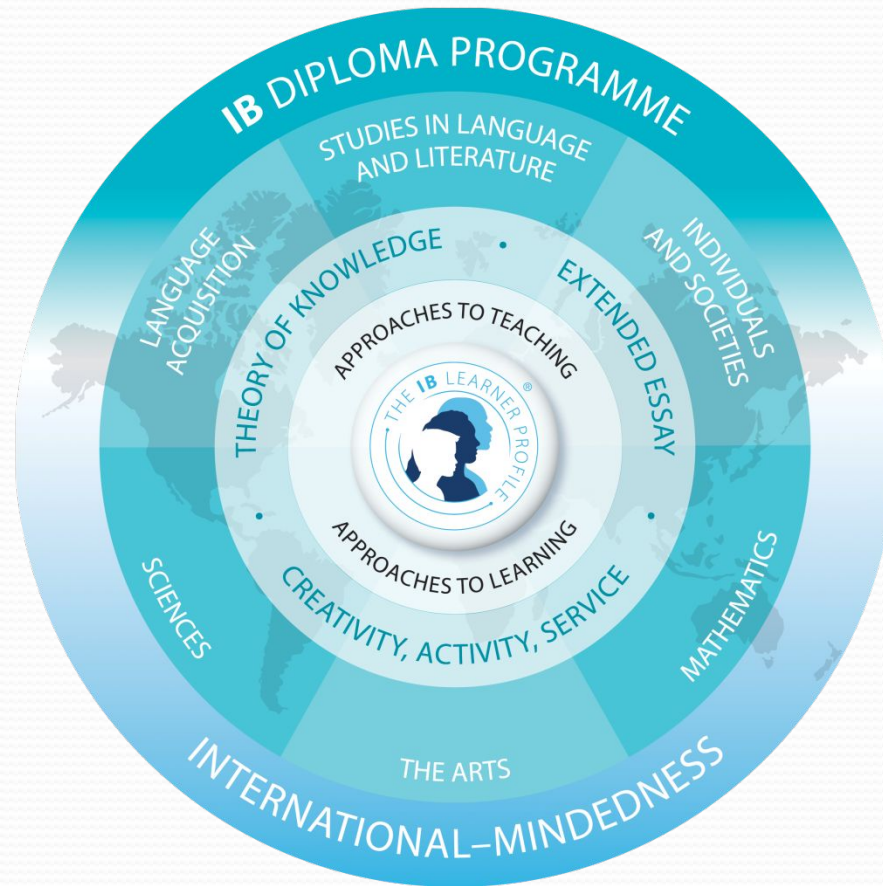 IB DIPLOMA PROGRAMME
STUDIES IN LANGUAGE
AND LITERATURE
LANGUAGE
ACQUISITION
INDIVIDUALS
AND SOCIETIES
THEORY OF KNOWLEDGE
·
EXTENDED ESSAY
APPROACHES TO TEACHING
THE IB LEARNER PROFILE
®
APPROACHES TO LEARNING
·
CREATIVITY, ACTIVITY, SERVICE
·
SCIENCES
MATHEMATICS
THE ARTS
INTERNATIONAL–MINDEDNESS